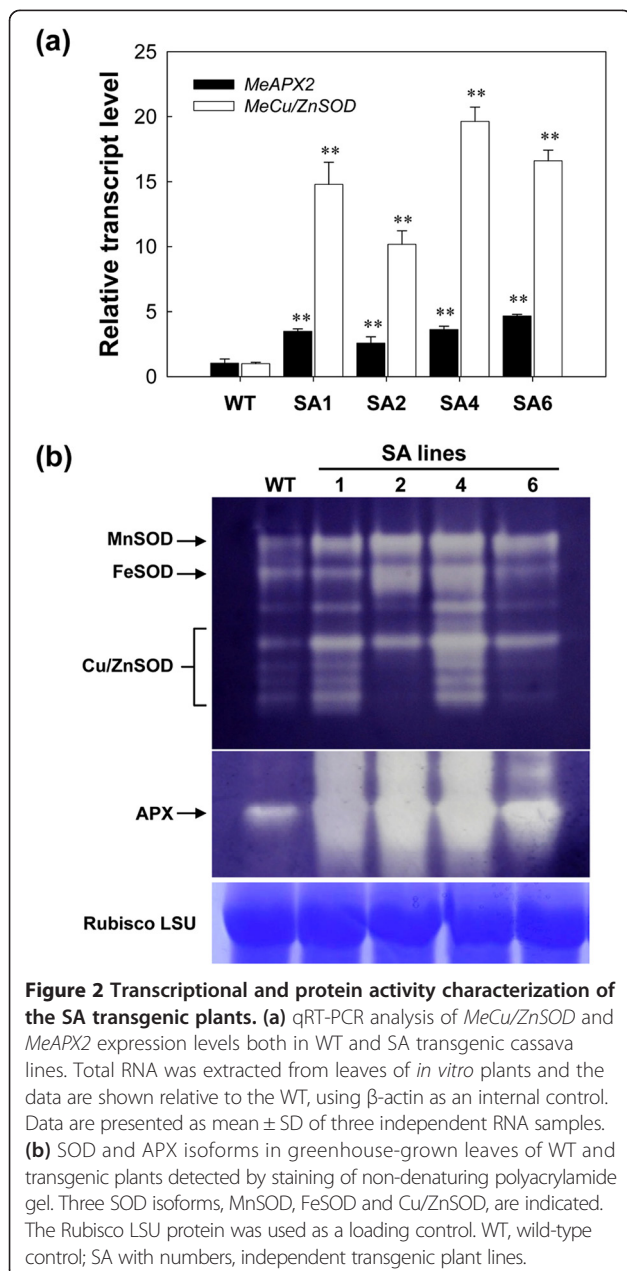 (a)
25
20
15
10
5
0
Relative transcript level
MeAPX2
MeCu/ZnSOD
** ** ** ** ** ** ** **
WT SA1 SA2 SA4 SA6
(b)
SA lines
WT 1 2 4 6
MnSOD
FeSOD
Cu/ZnSOD
APX
Rubisco LSU
Figure 2 Transcriptional and protein activity characterization of
the SA transgenic plants. (a) qRT-PCR analysis of MeCu/ZnSOD and
MeAPX2 expression levels both in WT and SA transgenic cassava
lines. Total RNA was extracted from leaves of in vitro plants and the
data are shown relative to the WT, using β-actin as an internal control.
Data are presented as mean ± SD of three independent RNA samples.
(b) SOD and APX isoforms in greenhouse-grown leaves of WT and
transgenic plants detected by staining of non-denaturing polyacrylamide
gel. Three SOD isoforms, MnSOD, FeSOD and Cu/ZnSOD, are indicated.
The Rubisco LSU protein was used as a loading control. WT, wild-type
control; SA with numbers, independent transgenic plant lines.